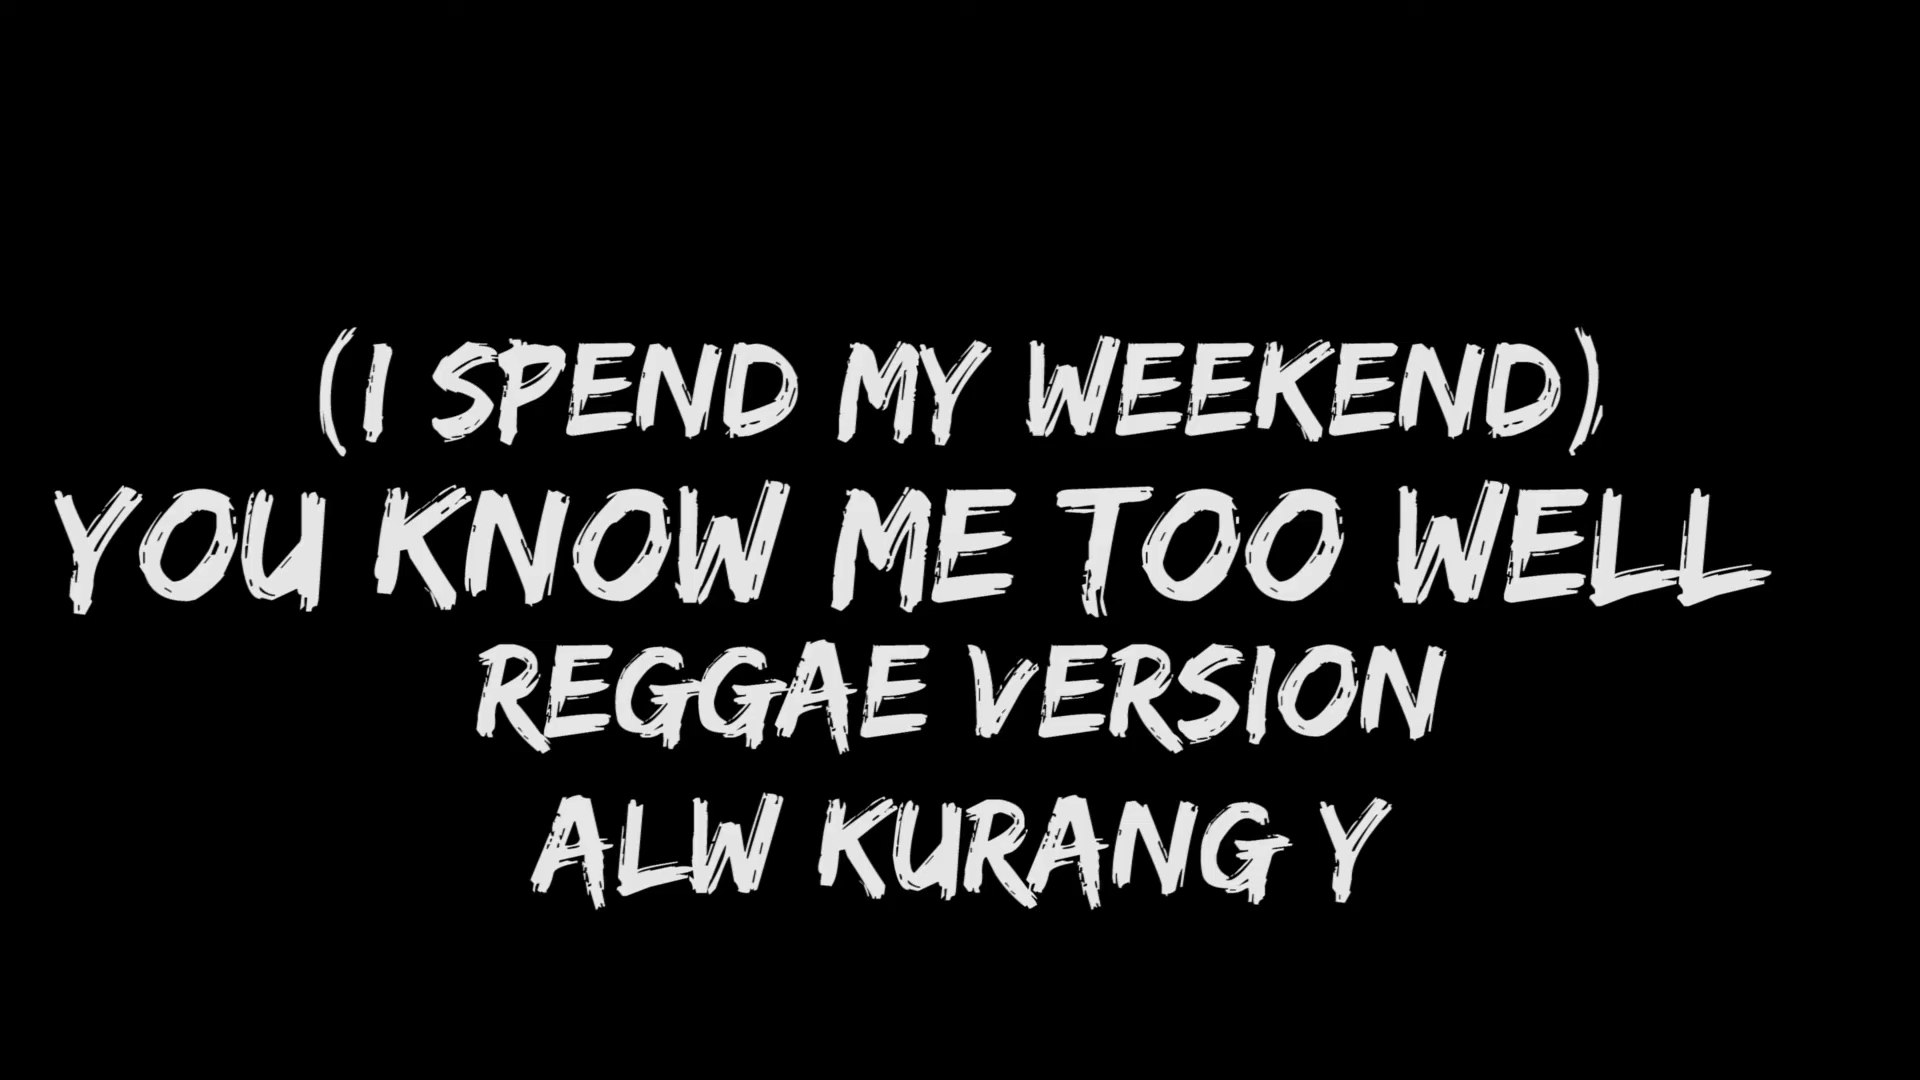 (I SPEND MY WEEKEND)
YOU KNOW ME TOO WELL
REGGAE VERSION
ALW KURANG Y